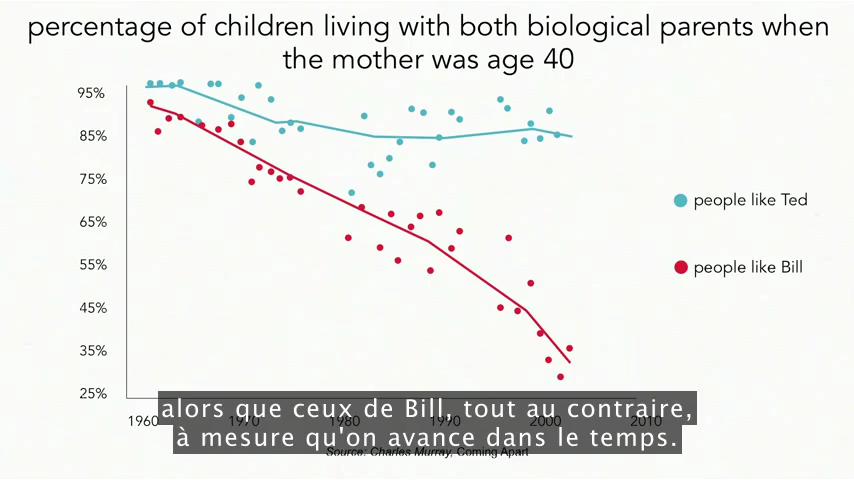 percentage of children living with both biological parents when
the mother was age 40
95%
85%
75%
65%
55%
45%
35%
25%
people like Ted
people like Bill
1960 1970 1980 1990 2000 2010
alors que ceux de Bill, tout au contraire,
à mesure qu'on avance dans le temps.
Source: Charles Murray, Coming Apart